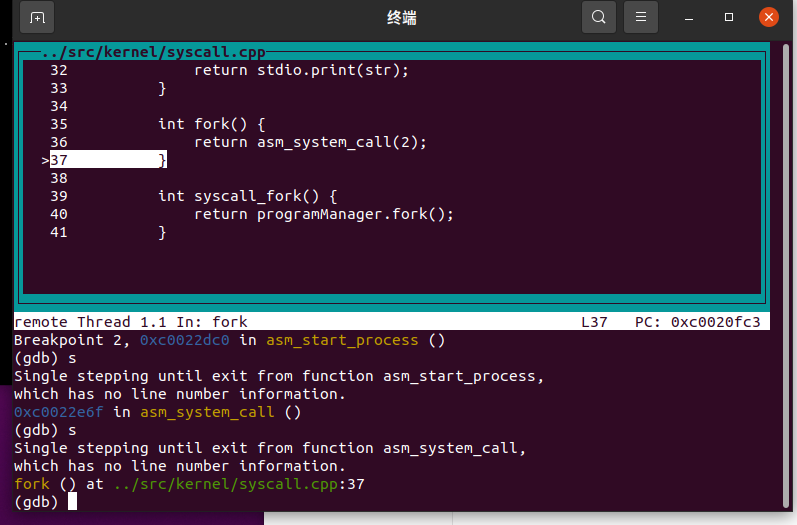 终端
../src/kernel/syscall.cpp
32 return stdio.print(str);
33 }
34
35 int fork() {
36 return asm_system_call(2);
>37 }
38
39 int syscall_fork() {
40 return programManager.fork();
41 }
remote Thread 1.1 In: fork L37 PC: 0xc0020fc3
Breakpoint 2, 0xc0022dc0 in asm_start_process ()
(gdb) s
Single stepping until exit from function asm_start_process,
which has no line number information.
0xc0022e6f in asm_system_call ()
(gdb) s
Single stepping until exit from function asm_system_call,
which has no line number information.
fork () at ../src/kernel/syscall.cpp:37
(gdb)